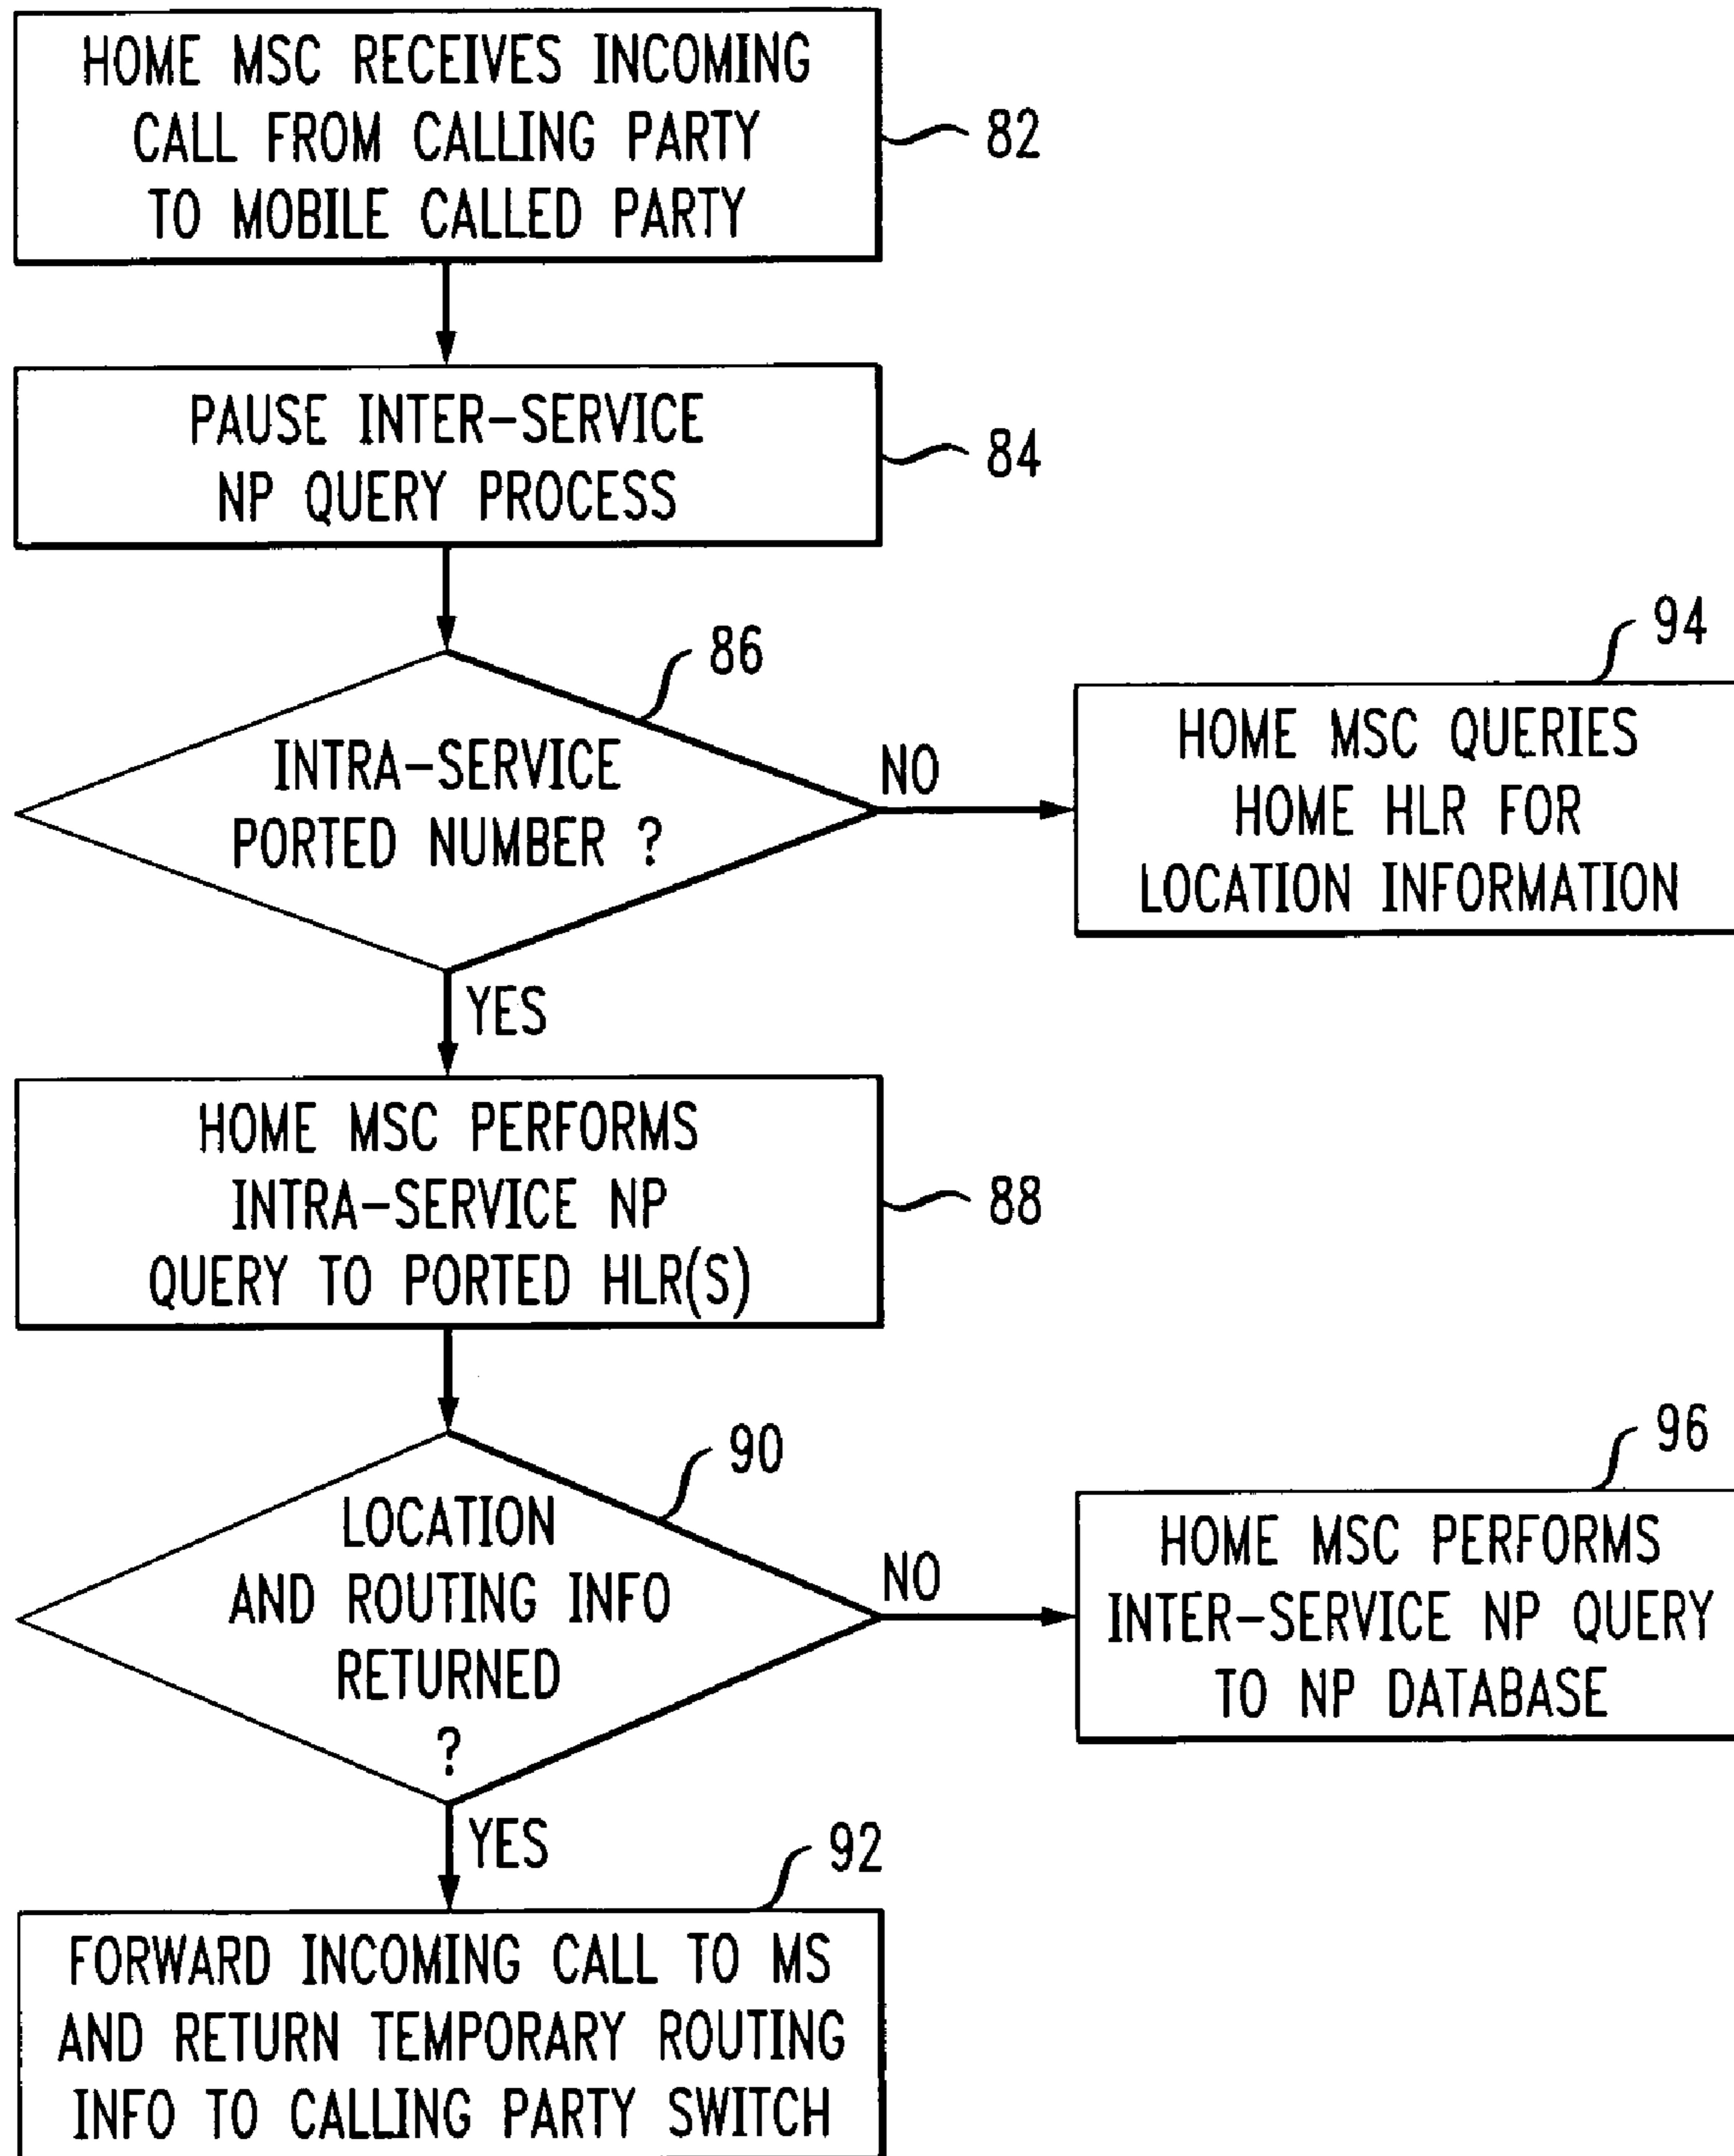 HOME MSC RECEIVES INCOMING
CALL FROM CALLING PARTY
TO MOBILE CALLED PARTY
82
PAUSE INTER-SERVICE
NP QUERY PROCESS
84
86
INTRA-SERVICE
PORTED NUMBER ?
NO
94
HOME MSC QUERIES
HOME HLR FOR
LOCATION INFORMATION
YES
HOME MSC PERFORMS
INTRA-SERVICE NP
QUERY TO PORTED HLR(S)
88
90
LOCATION
AND ROUTING INFO
RETURNED
?
NO
96
HOME MSC PERFORMS
INTER-SERVICE NP QUERY
TO NP DATABASE
YES
92
FORWARD INCOMING CALL TO MS
AND RETURN TEMPORARY ROUTING
INFO TO CALLING PARTY SWITCH